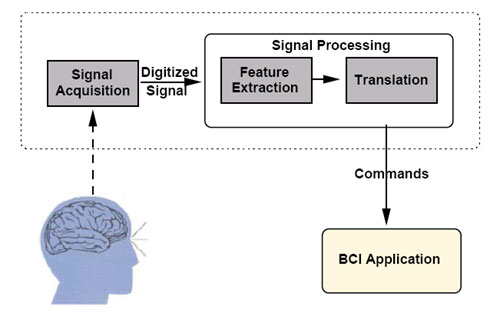 Signal Processing
Signal
Acquisition
Digitized
Signal
Feature
Extraction
Translation
Commands
BCI Application